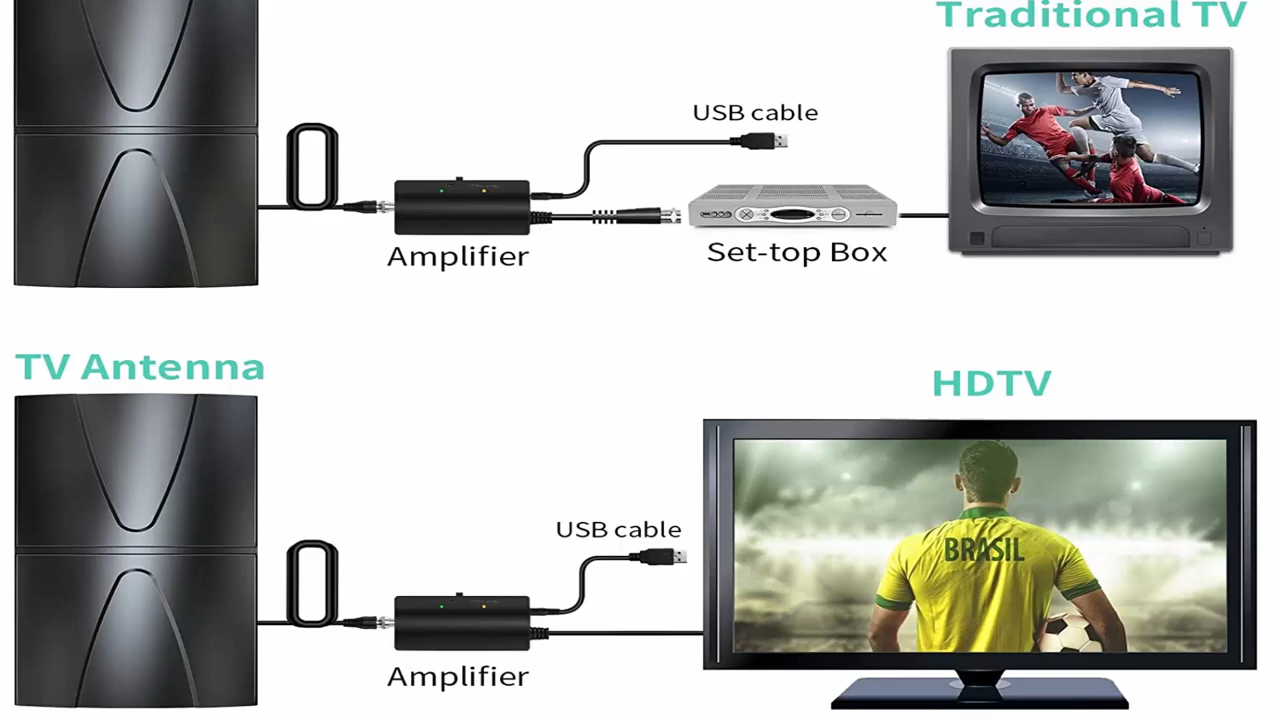 Traditional TV
USB cable
Amplifier
Set-top Box
TV Antenna
HDTV
BRASIL
USB cable
Amplifier